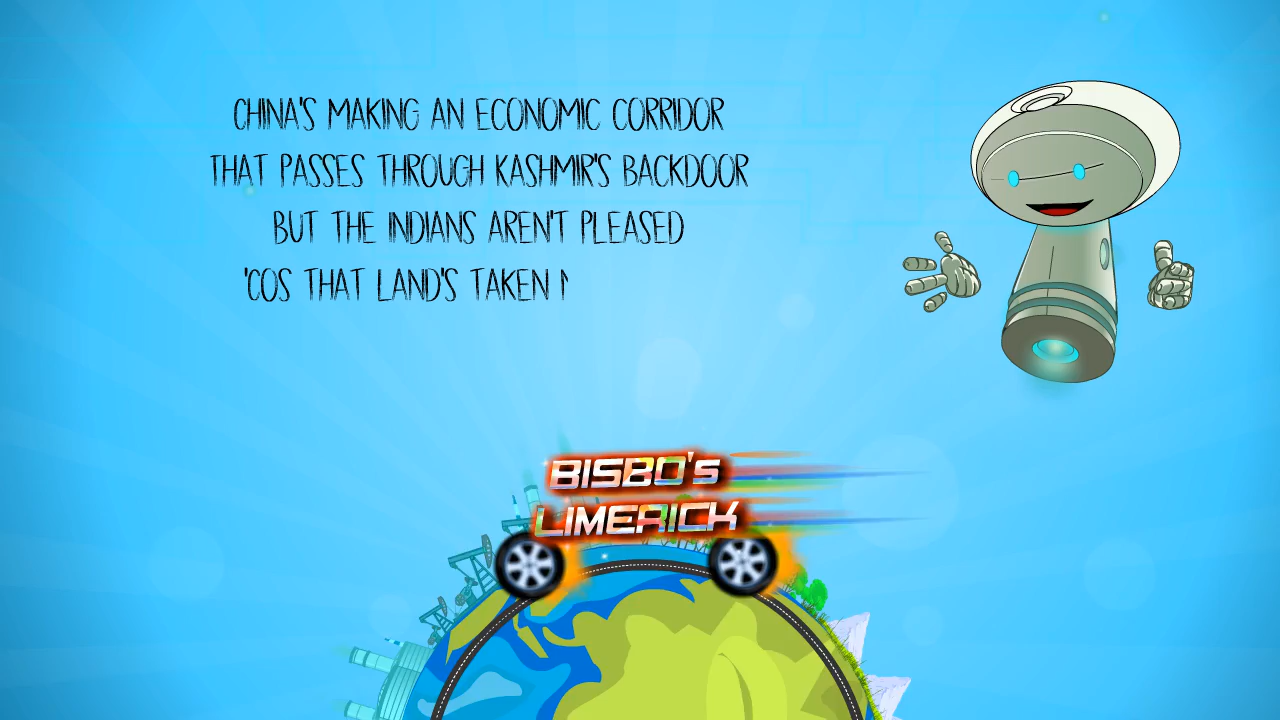 CHINA'S MAKING AN ECONOMIC CORRIDOR
THAT PASSES THROUGH KASHMIR'S BACKDOOR
BUT THE INDIANS AREN'T PLEASED
'COS THAT LAND'S TAKEN
BISBO's
LIMERICK